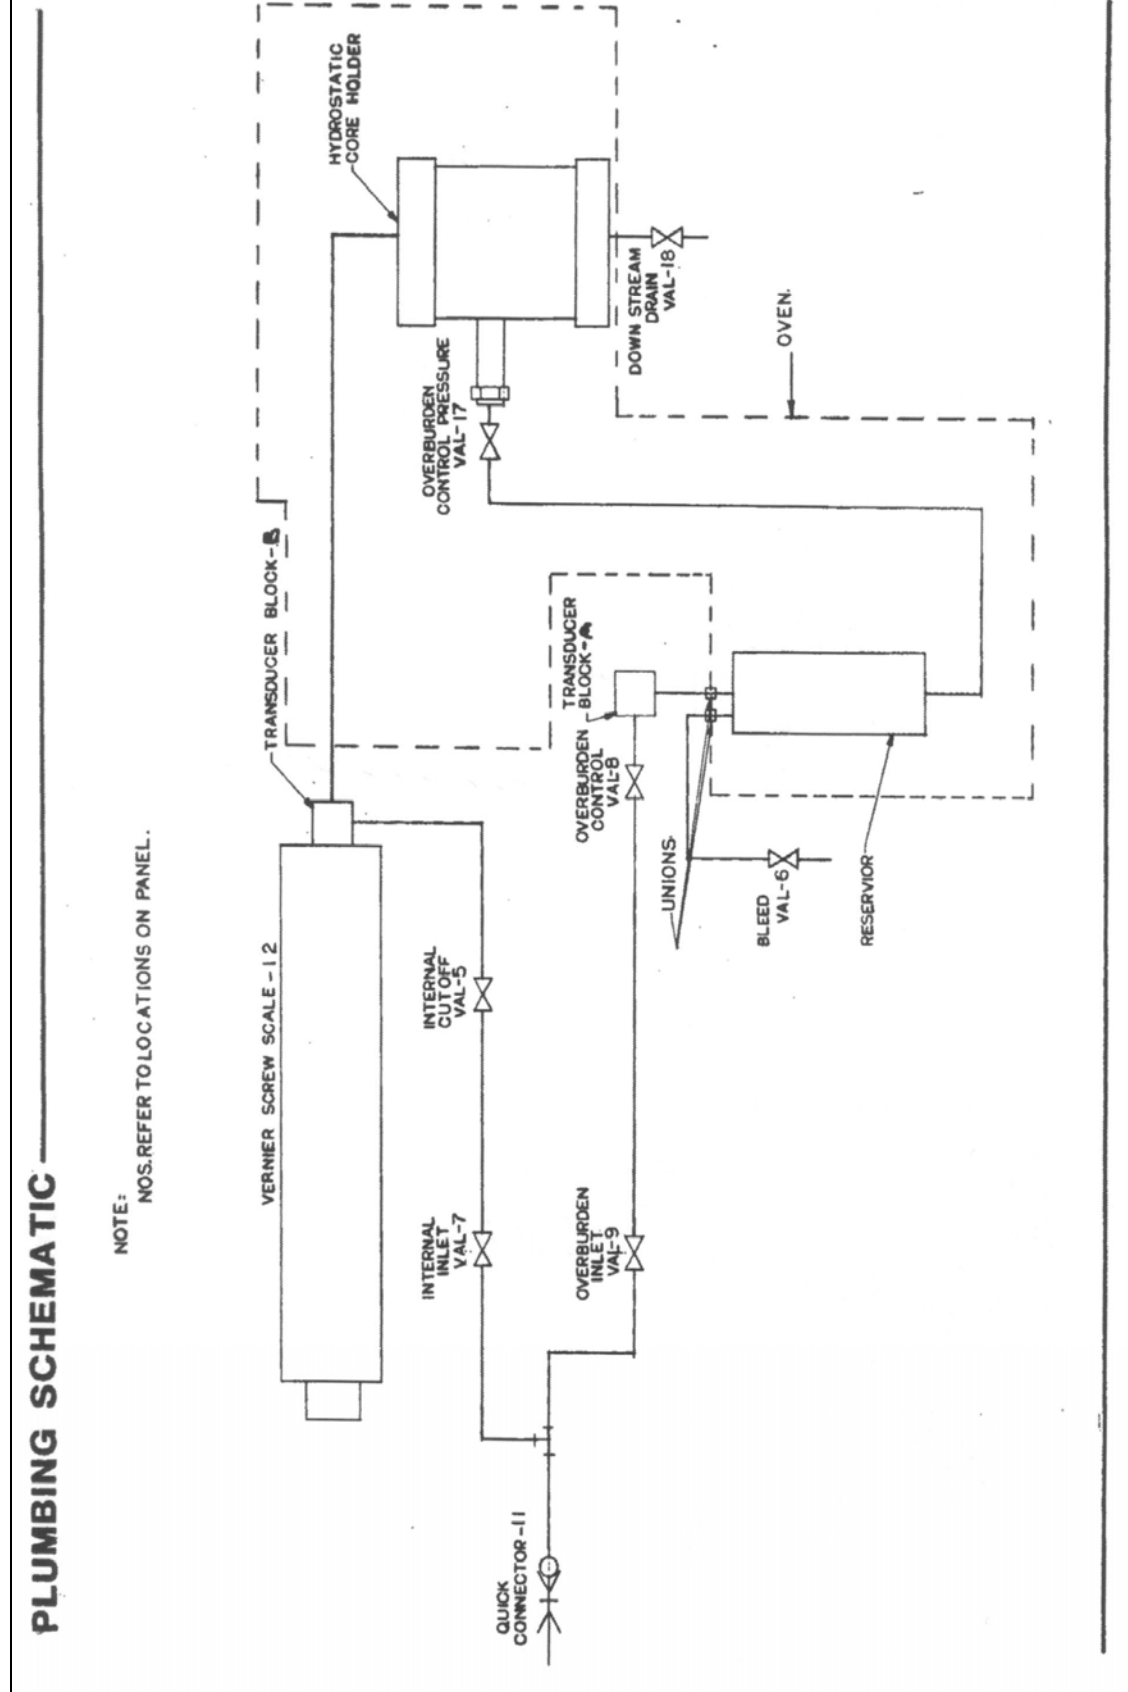 PLUMBING SCHEMATIC
NOTE:
NOS. REFER TO LOCATIONS ON PANEL.
VERNIER SCREW SCALE-12
TRANSDUCER BLOCK-B
HYDROSTATIC
CORE HOLDER
INTERNAL
INLET
VAL-7
INTERNAL
CUTOFF
VAL-5
OVERBURDEN
CONTROL PRESSURE
VAL-17
QUICK
CONNECTOR-11
OVERBURDEN
INLET
VAL-9
OVERBURDEN
CONTROL
VAL-8
TRANSDUCER
BLOCK-A
DOWN STREAM
DRAIN
VAL-18
UNIONS
BLEED
VAL-6
OVEN.
RESERVIOR